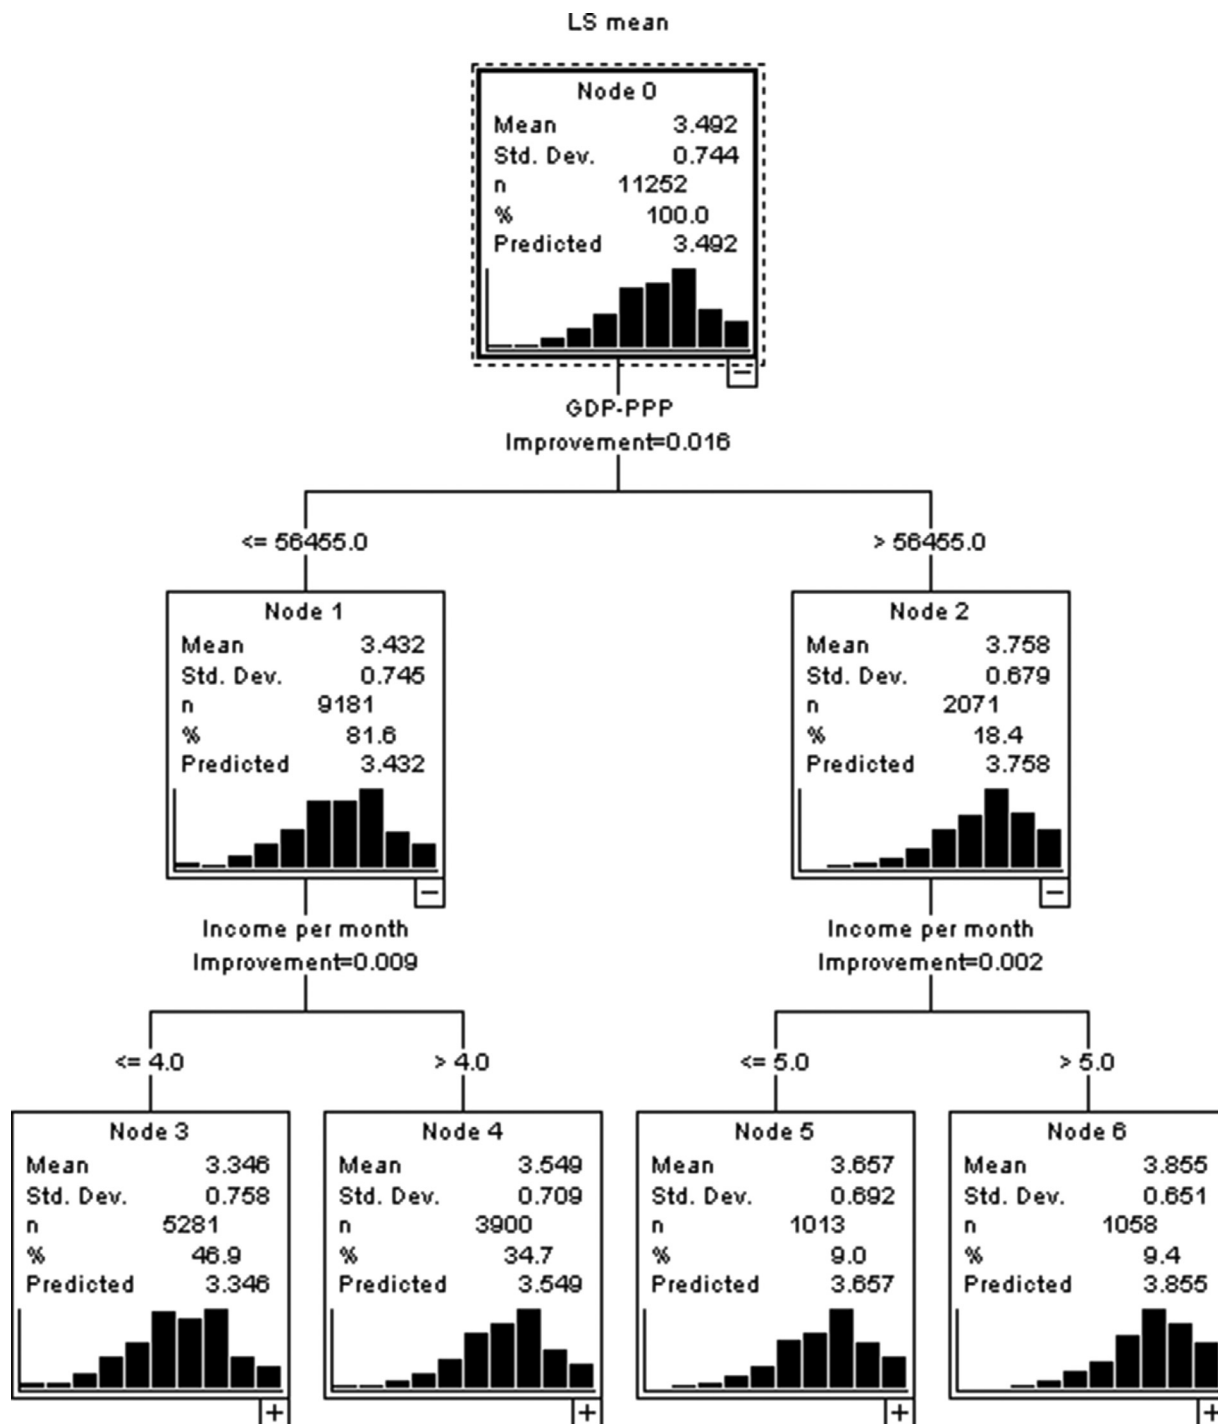 LS mean
Node 0
Mean 3.492
Std. Dev. 0.744
n 11252
% 100.0
Predicted 3.492
GDP-PPP
Improvement=0.016
<= 56455.0
> 56455.0
Node 1
Mean 3.432
Std. Dev. 0.745
n 9181
% 81.6
Predicted 3.432
Node 2
Mean 3.758
Std. Dev. 0.679
n 2071
% 18.4
Predicted 3.758
Income per month
Improvement=0.009
Income per month
Improvement=0.002
<= 4.0
> 4.0
<= 5.0
> 5.0
Node 3
Mean 3.346
Std. Dev. 0.758
n 5281
% 46.9
Predicted 3.346
Node 4
Mean 3.549
Std. Dev. 0.709
n 3900
% 34.7
Predicted 3.549
Node 5
Mean 3.657
Std. Dev. 0.692
n 1013
% 9.0
Predicted 3.657
Node 6
Mean 3.855
Std. Dev. 0.651
n 1058
% 9.4
Predicted 3.855